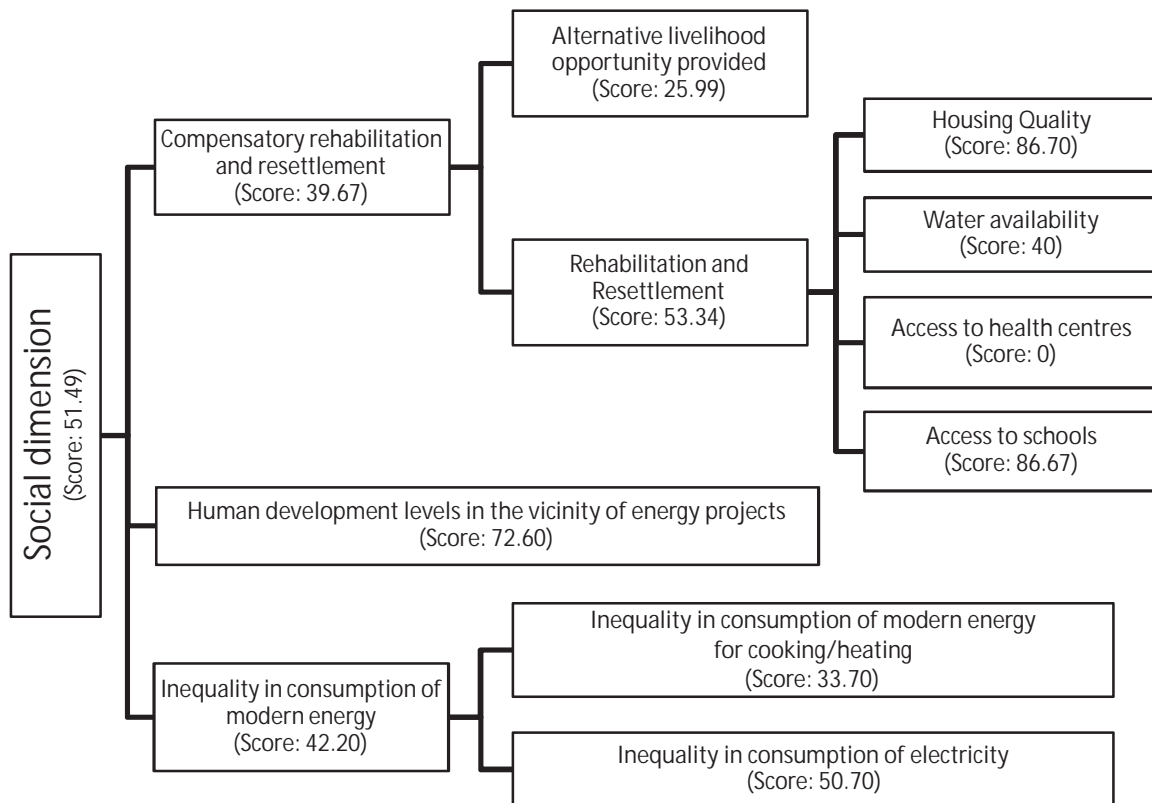 Social dimension
(Score: 51.49)
Compensatory rehabilitation
and resettlement
(Score: 39.67)
Alternative livelihood
opportunity provided
(Score: 25.99)
Rehabilitation and
Resettlement
(Score: 53.34)
Housing Quality
(Score: 86.70)
Water availability
(Score: 40)
Access to health centres
(Score: 0)
Access to schools
(Score: 86.67)
Human development levels in the vicinity of energy projects
(Score: 72.60)
Inequality in consumption of
modern energy
(Score: 42.20)
Inequality in consumption of modern energy
for cooking/heating
(Score: 33.70)
Inequality in consumption of electricity
(Score: 50.70)